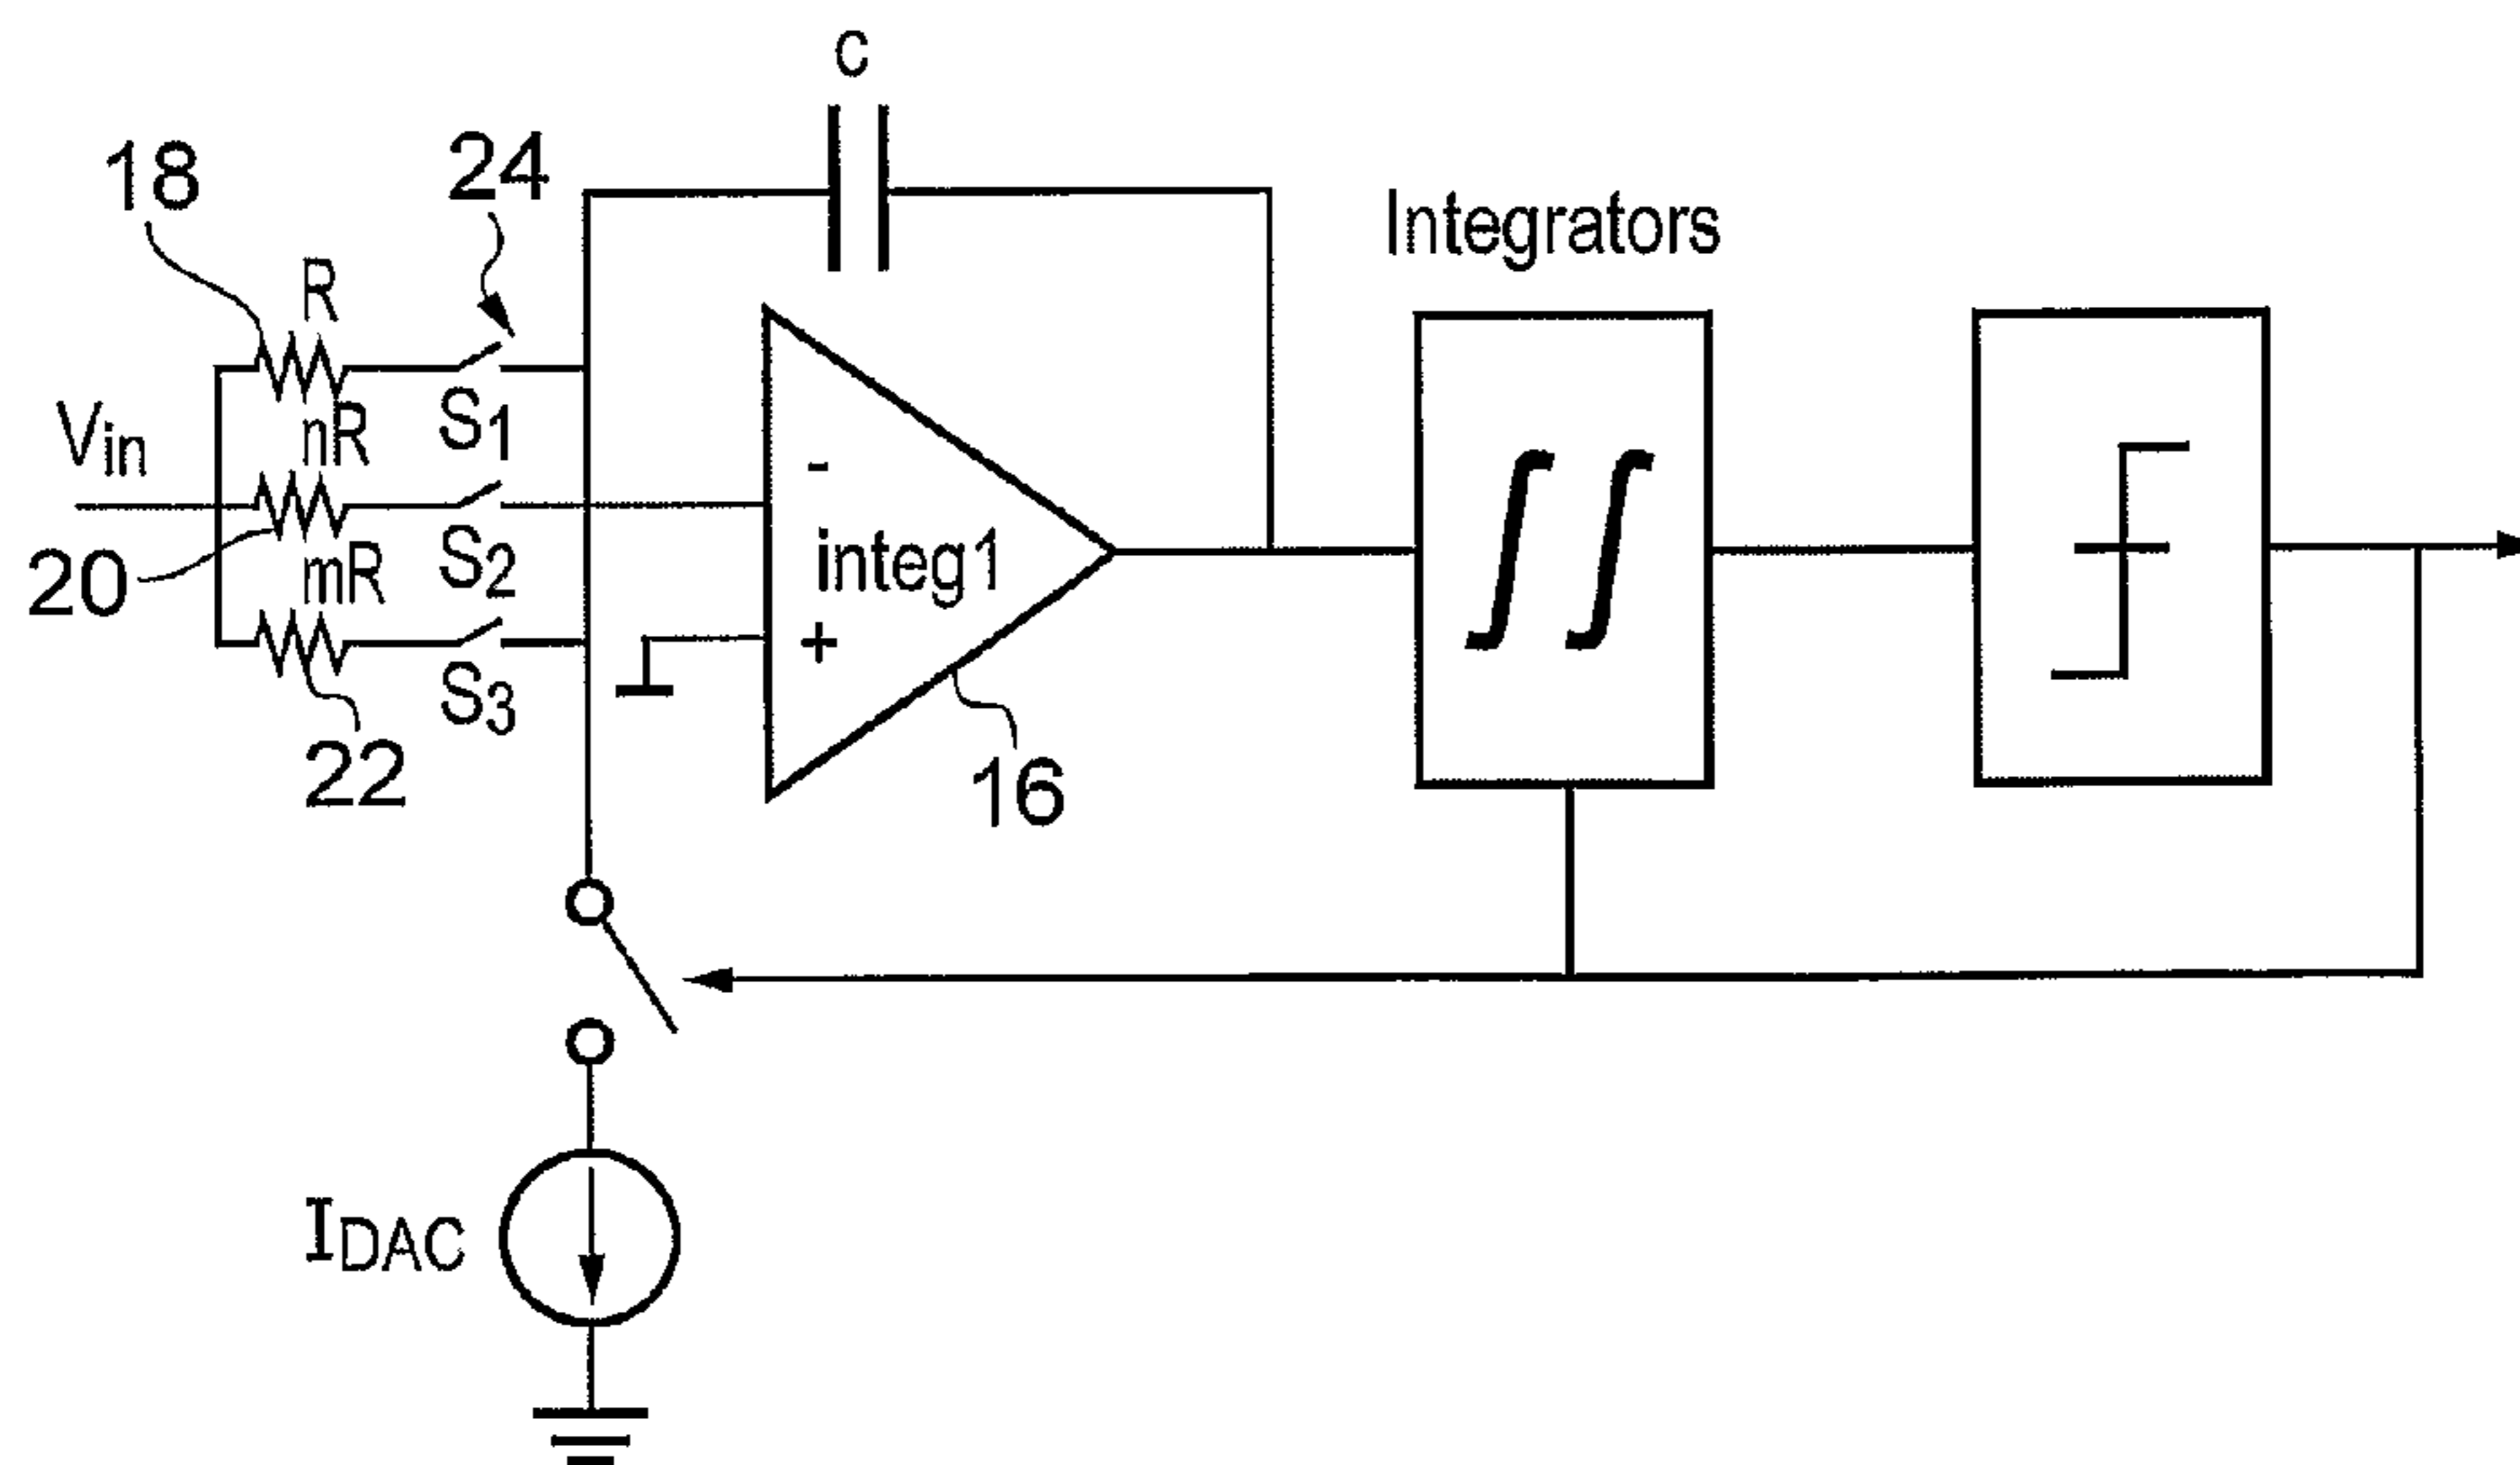 C
18
24
Integrators
R
S1
Vin
nR
-
integ1
S2
20
mR
+
S3
22
16
IDAC